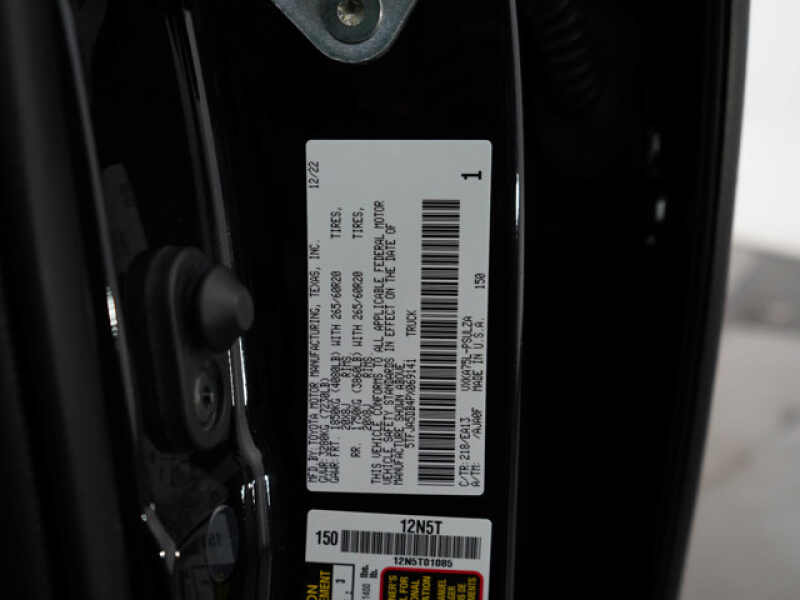 MFD.BY:TOYOTA MOTOR MANUFACTURING, TEXAS, INC. 12/22
GVWR:3280KG (7230LB)
GAWR:FRT. 1850KG (4080LB) WITH 265/60R20 TIRES,
20X8J RIMS,
RR. 1750KG (3860LB) WITH 265/60R20 TIRES,
20X8J RIMS,
THIS VEHICLE CONFORMS TO ALL APPLICABLE FEDERAL MOTOR
VEHICLE SAFETY STANDARDS IN EFFECT ON THE DATE OF
MANUFACTURE SHOWN ABOVE.
5TFJA5DB4PX069141 TRUCK
C/TR:218/EA13 VXKA75L-PSULZA 150
A/TM: /AJA0F MADE IN U.S.A.
1
12N5T
150
12N5T01085